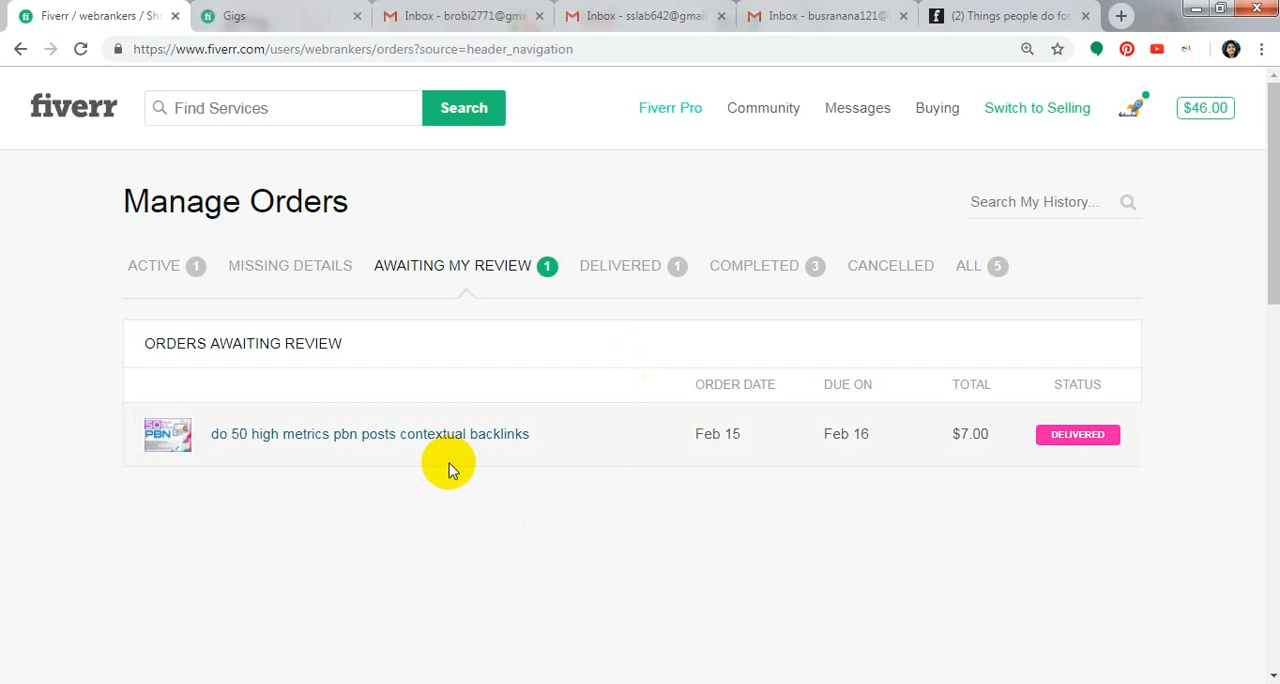 Fiverr / webrankers / Sh
Gigs
Inbox - brobi2771@gma
Inbox - sslab642@gmail
Inbox - busranana121@
(2) Things people do for
https://www.fiverr.com/users/webrankers/orders?source=header_navigation
fiverr
Find Services
Search
Fiverr Pro
Community
Messages
Buying
Switch to Selling
$46.00
Manage Orders
Search My History...
ACTIVE 1
MISSING DETAILS
AWAITING MY REVIEW 1
DELIVERED 1
COMPLETED 3
CANCELLED
ALL 5
ORDERS AWAITING REVIEW
ORDER DATE
DUE ON
TOTAL
STATUS
50
PBN
do 50 high metrics pbn posts contextual backlinks
Feb 15
Feb 16
$7.00
DELIVERED